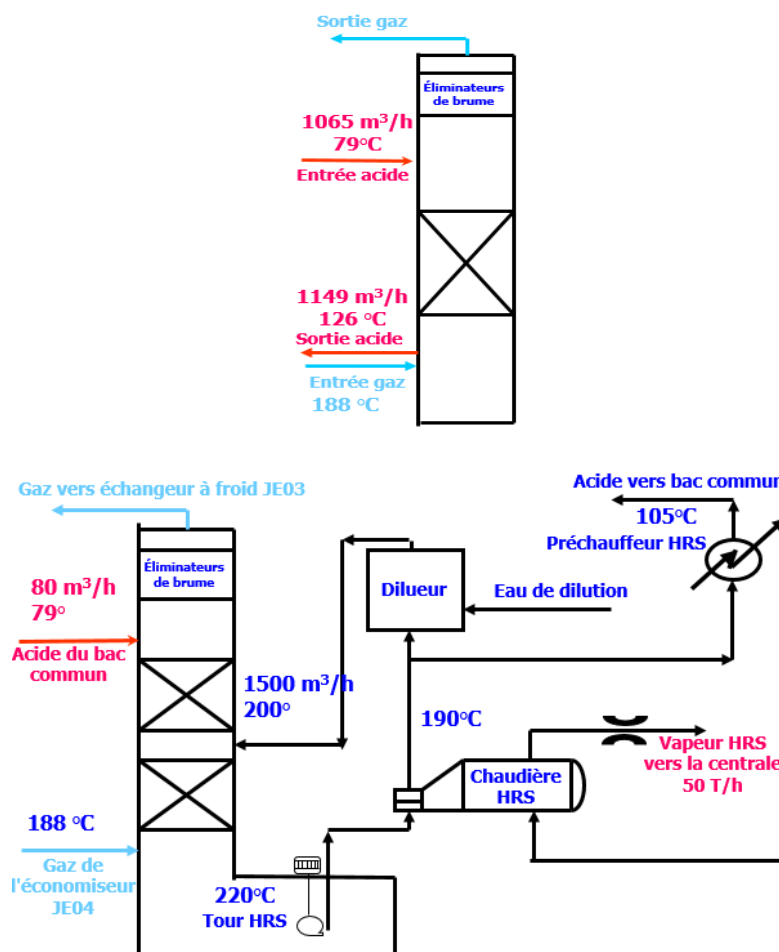 Sortie gaz
Éliminateurs
de brume
1065 m³/h
79°C
Entrée acide
1149 m³/h
126 °C
Sortie acide
Entrée gaz
188 °C
Gaz vers échangeur à froid JE03
Éliminateurs
de brume
80 m³/h
79°
Acide du bac
commun
1500 m³/h
200°
188 °C
Gaz de
l'économiseur
JE04
220°C
Tour HRS
Dilueur
Eau de dilution
190°C
Chaudière
HRS
Acide vers bac commun
105°C
Préchauffeur HRS
Vapeur HRS
vers la centrale
50 T/h